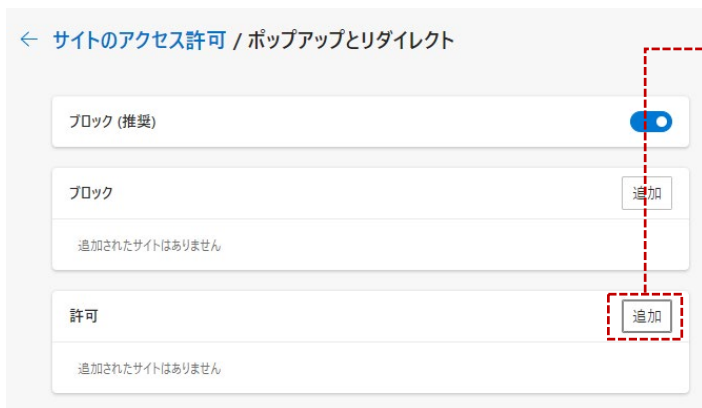 ← サイトのアクセス許可 / ポップアップとリダイレクト
ブロック (推奨)
ブロック
追加
追加されたサイトはありません
許可
追加
追加されたサイトはありません